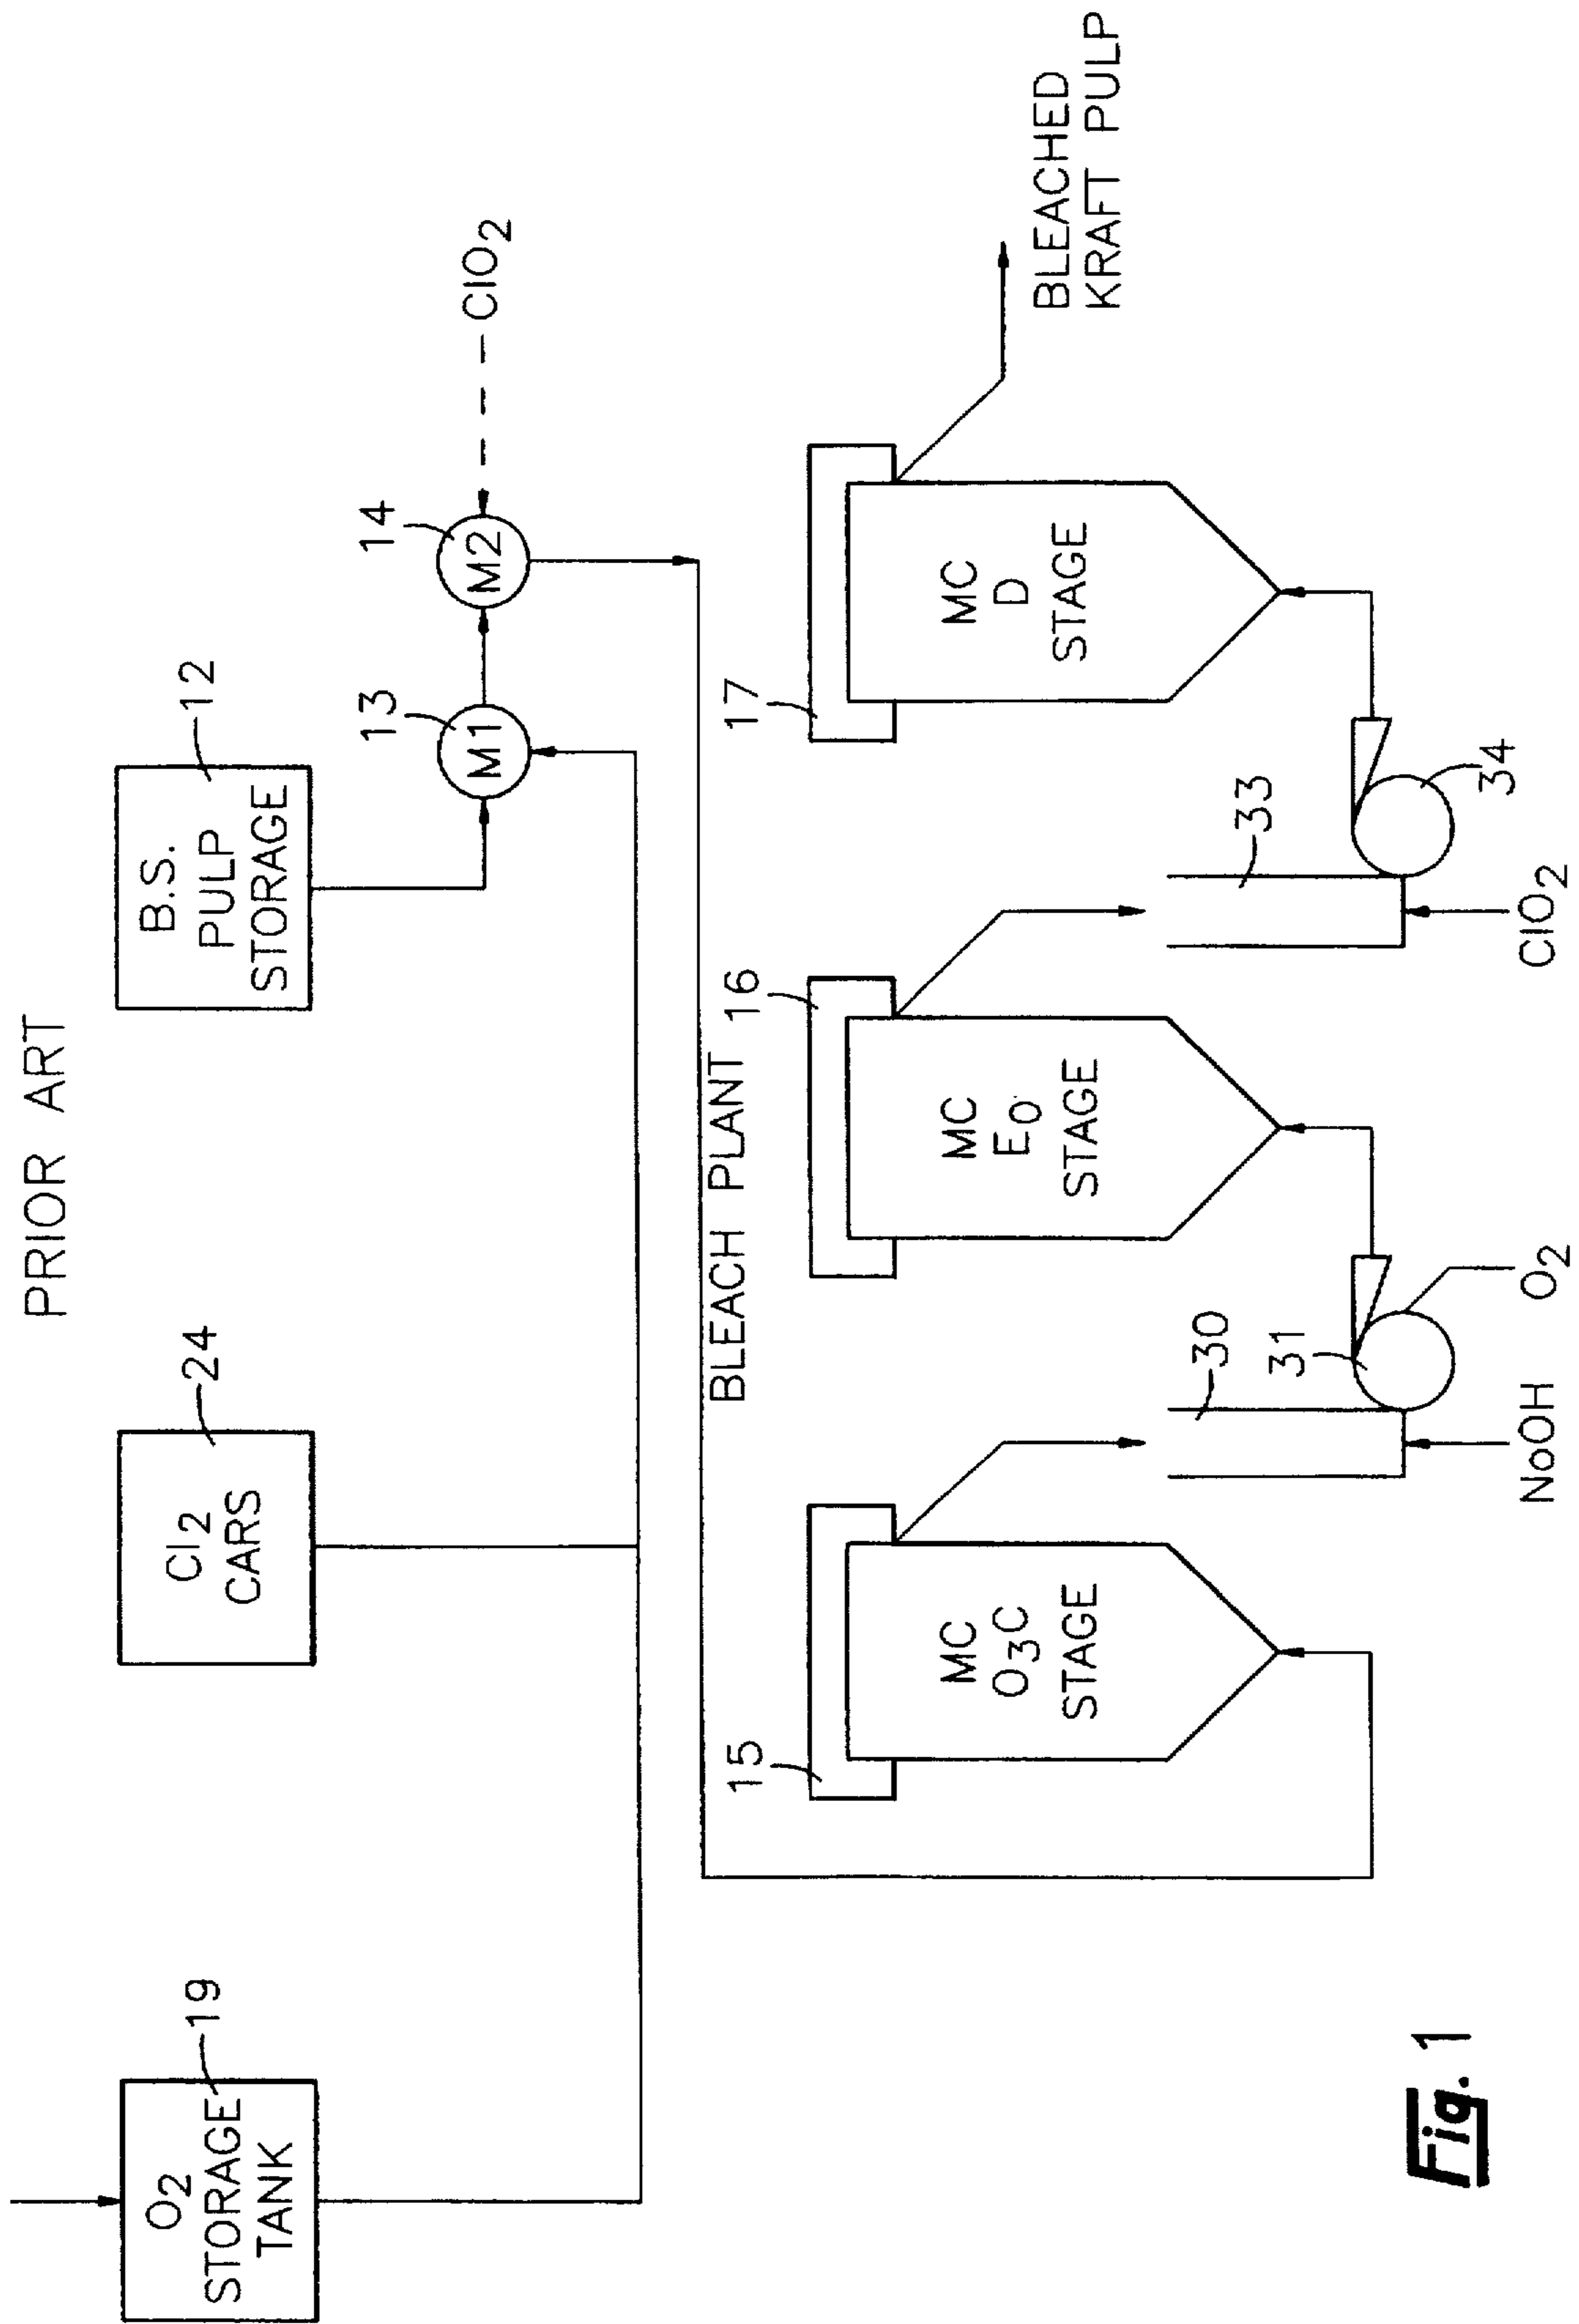 PRIOR ART
O2
STORAGE
TANK
19
Cl2
CARS
24
B.S.
PULP
STORAGE
12
M1
13
M2
14
ClO2
BLEACH PLANT
15
MC
O3C
STAGE
16
MC
EO
STAGE
17
MC
D
STAGE
BLEACHED
KRAFT PULP
30
31
NoOH
O2
33
34
ClO2
Fig. 1